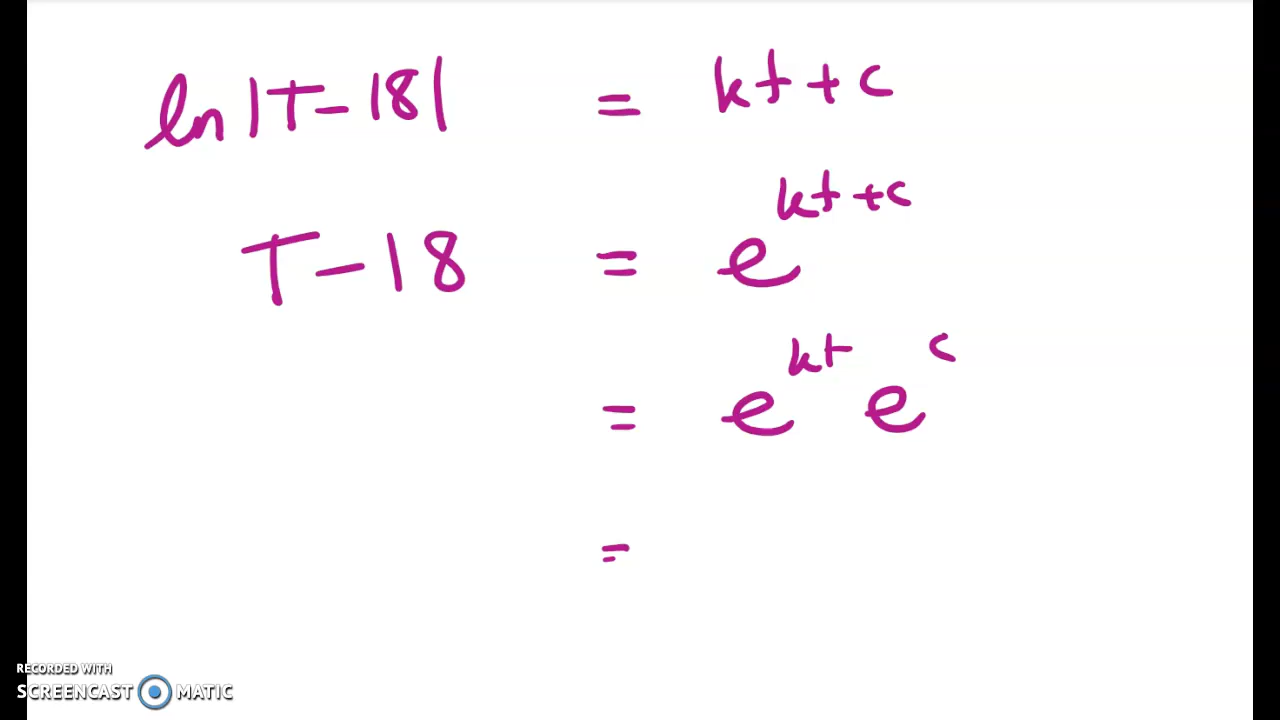 ln|T-18| = kt+c
T-18 = e^{kt+c}
= e^{kt} e^{c}
=
RECORDED WITH
SCREENCAST MATIC